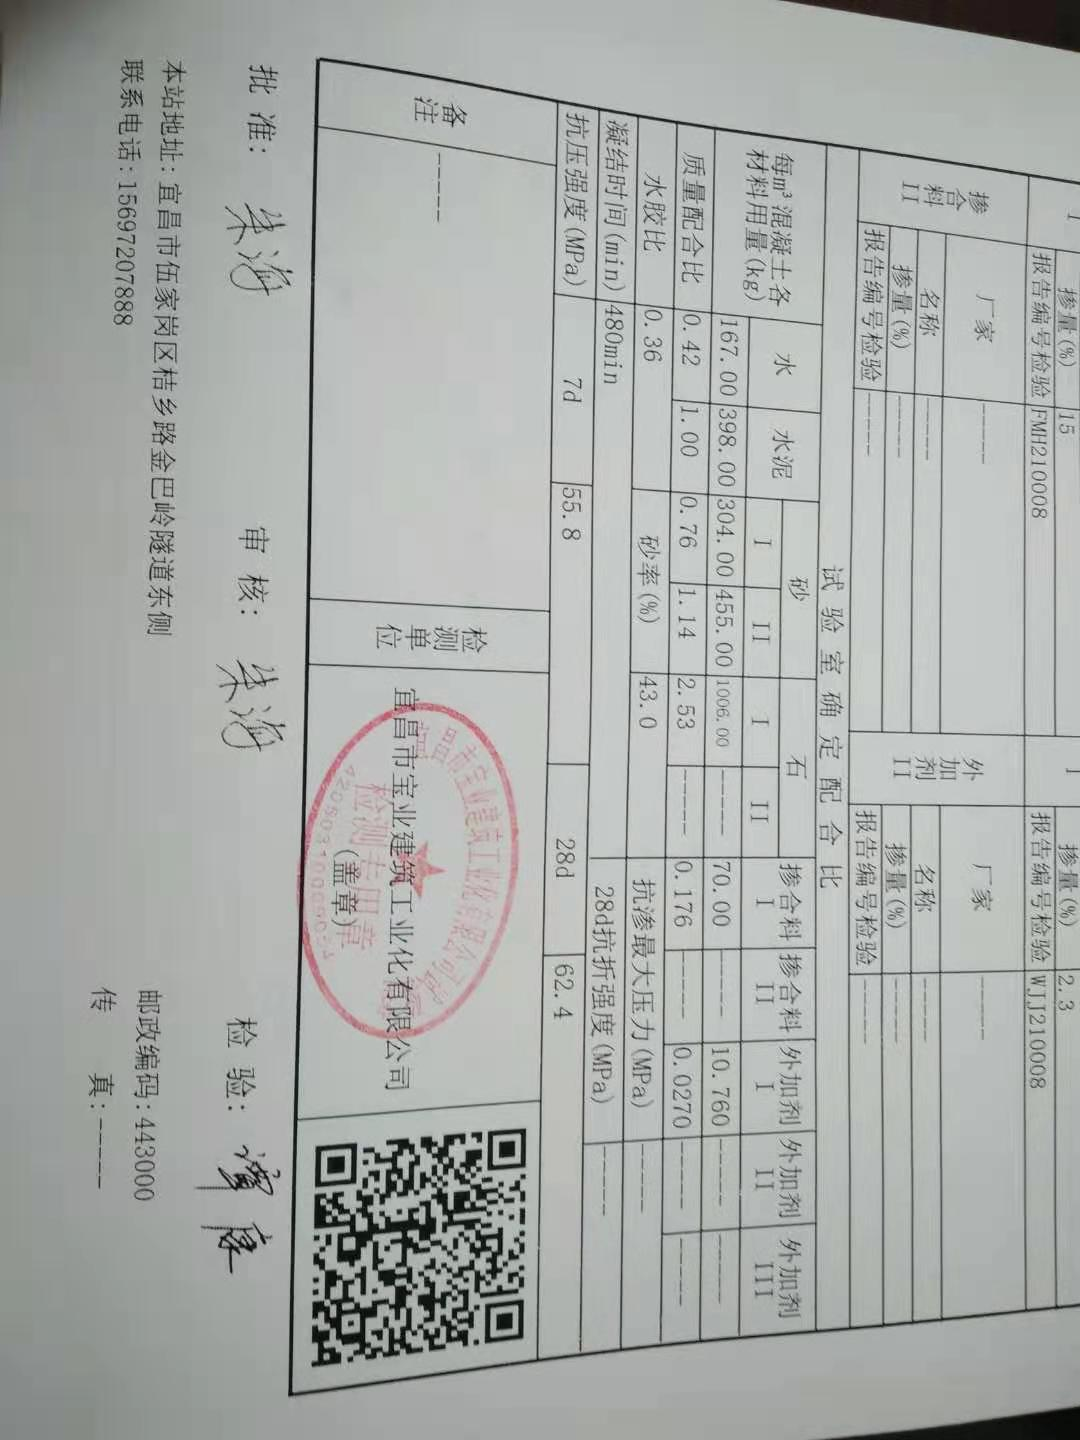 I 掺量(%) 15 I 掺量(%) 2.3
报告编号检验 FMH210008 报告编号检验 WJJ210008
掺合料II 厂家 ----- 外加剂II 厂家 -----
名称 ----- 名称 -----
掺量(%) ----- 掺量(%) -----
报告编号检验 ----- 报告编号检验 -----
试验室确定配合比
每m³混凝土各材料用量(kg) 水 水泥 砂 石 掺合料I 掺合料II 外加剂I 外加剂II 外加剂III
I II I II
167.00 398.00 304.00 455.00 1006.00 ----- 70.00 ----- 10.760 ----- -----
质量配合比 0.42 1.00 0.76 1.14 2.53 ----- 0.176 ----- 0.0270 ----- -----
水胶比 0.36 砂率(%) 43.0 抗渗最大压力(MPa) -----
凝结时间(min) 480min 28d抗折强度(MPa) -----
抗压强度(MPa) 7d 55.8 28d 62.4
备注 ----- 检测单位 宜昌市宝业建筑工业化有限公司
(盖章)
检测专用章
批准: 朱海 审核: 朱海 检验:
本站地址: 宜昌市伍家岗区桔乡路金巴岭隧道东侧 邮政编码: 443000
联系电话: 15697207888 传 真: -----